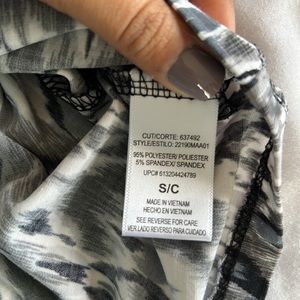 CUT/CORTE: 637492
STYLE/ESTILO: 22190MAA01
95% POLYESTER/ POLIESTER
5% SPANDEX/ SPANDEX
UPC# 513204424789
S/C
MADE IN VIETNAM
HECHO EN VIETNAM
SEE REVERSE FOR CARE
VER LADO REVERSO PARA CUIDADO